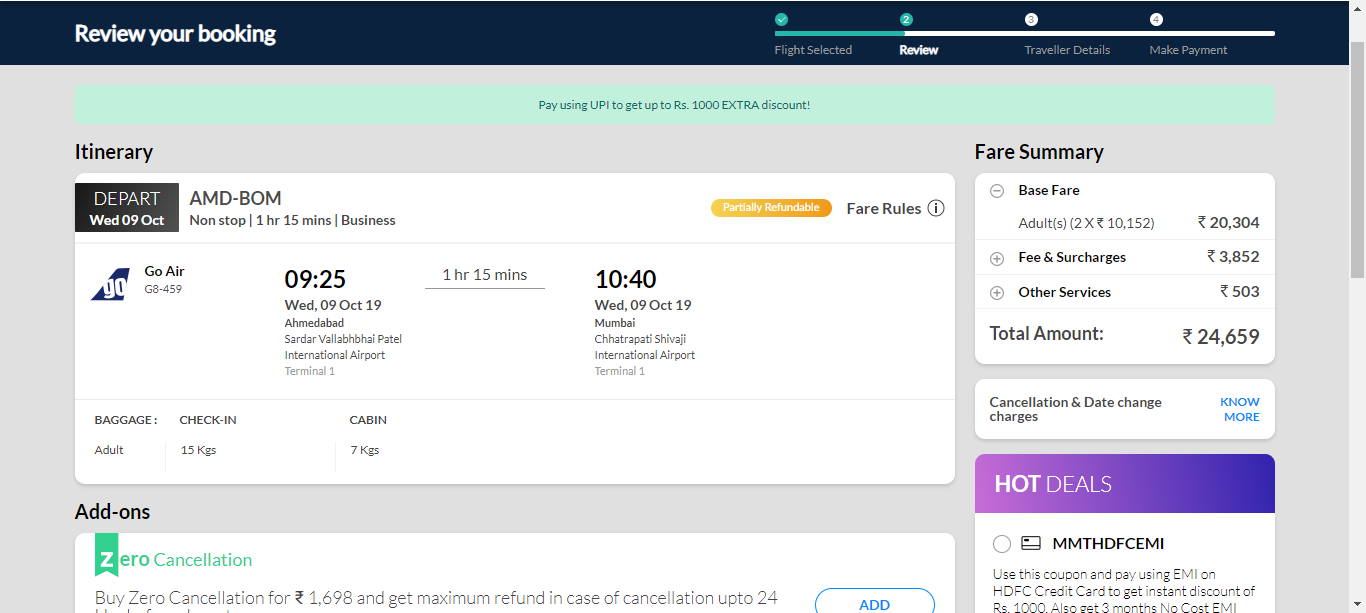 Review your booking
2
3
4
Flight Selected
Review
Traveller Details
Make Payment
Pay using UPI to get up to Rs. 1000 EXTRA discount!
Itinerary
DEPART
Wed 09 Oct
AMD-BOM
Non stop | 1 hr 15 mins | Business
Partially Refundable
Fare Rules
go
Go Air
G8-459
09:25
Wed, 09 Oct 19
Ahmedabad
Sardar Vallabhbhai Patel
International Airport
Terminal 1
1 hr 15 mins
10:40
Wed, 09 Oct 19
Mumbai
Chhatrapati Shivaji
International Airport
Terminal 1
BAGGAGE : CHECK-IN CABIN
Adult 15 Kgs 7 Kgs
Add-ons
Zero Cancellation
Buy Zero Cancellation for ₹ 1,698 and get maximum refund in case of cancellation upto 24
ADD
Fare Summary
Base Fare
Adult(s) (2 X ₹ 10,152) ₹ 20,304
Fee & Surcharges ₹ 3,852
Other Services ₹ 503
Total Amount: ₹ 24,659
Cancellation & Date change
charges
KNOW
MORE
HOT DEALS
MMTHDFCEMI
Use this coupon and pay using EMI on
HDFC Credit Card to get instant discount of
Rs. 1000. Also get 3 months No Cost EMI